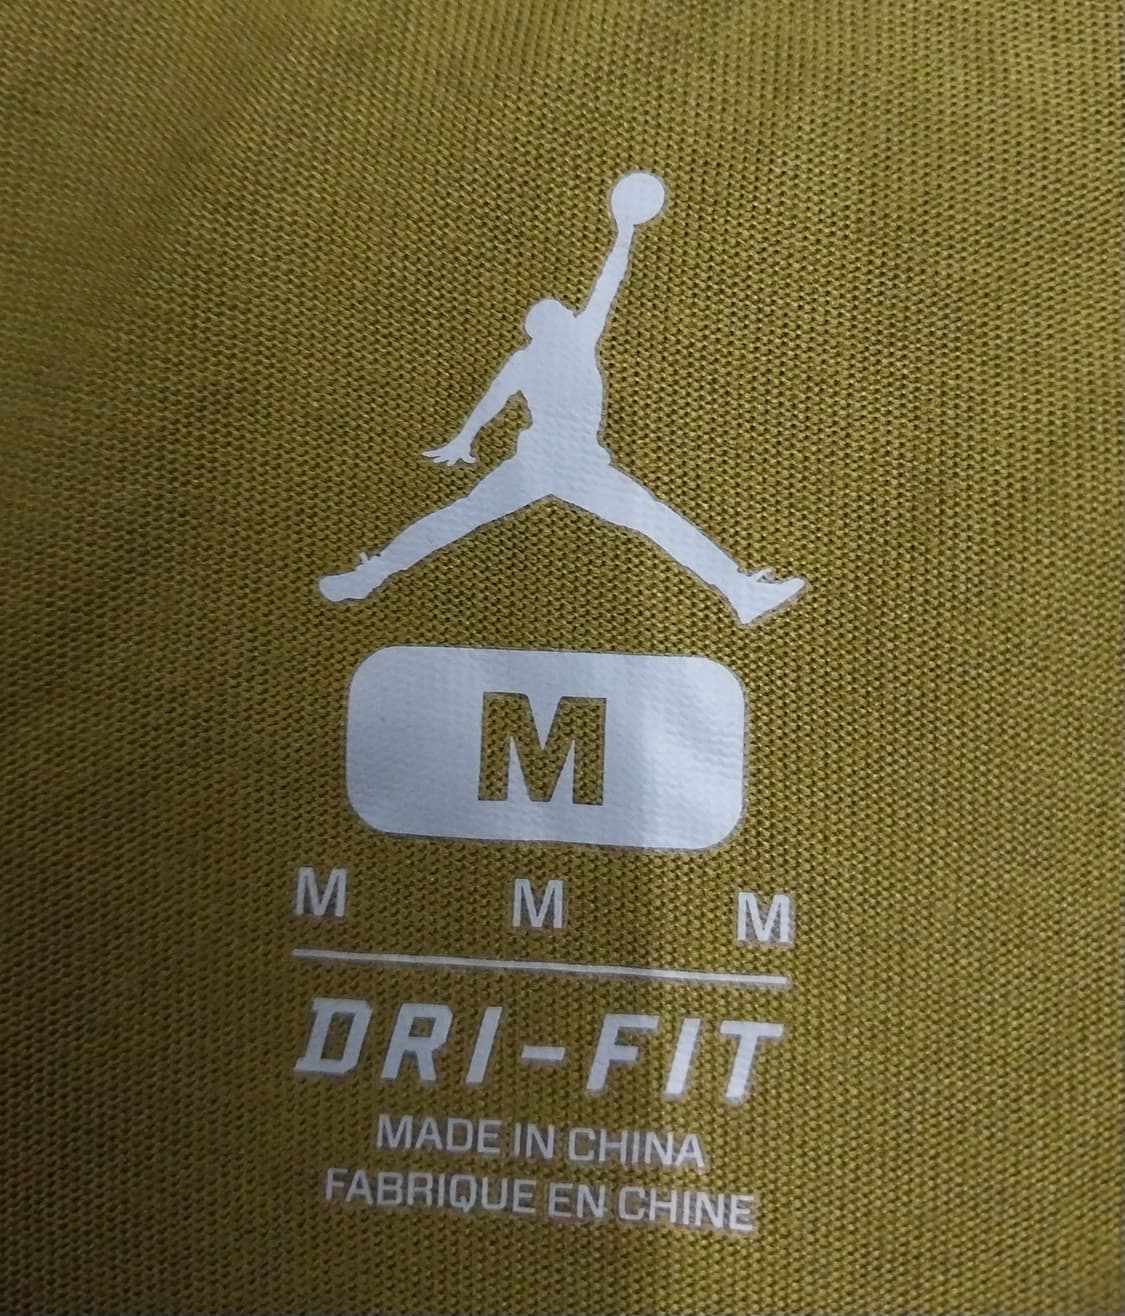 M
M M M
DRI-FIT
MADE IN CHINA
FABRIQUE EN CHINE